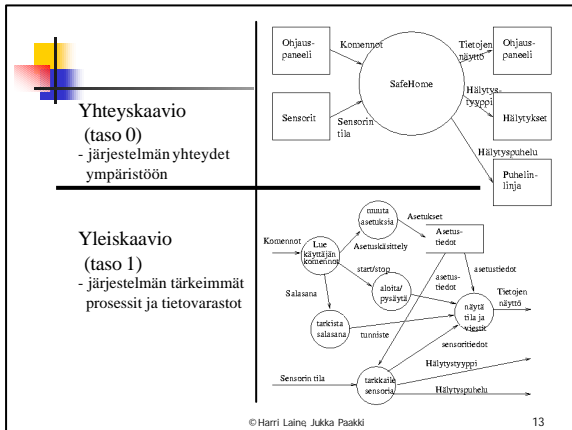 Yhteyskaavio
(taso 0)
- järjestelmän yhteydet
ympäristöön
Ohjaus-
paneeli
Komennot
Sensorit
Sensorin
tila
SafeHome
Tietojen
näyttö
Ohjaus-
paneeli
Hälytys-
tyyppi
Hälytykset
Hälytyspuhelu
Puhelin-
linja
Yleiskaavio
(taso 1)
- järjestelmän tärkeimmät
prosessit ja tietovarastot
Komennot
Lue
käyttäjän
komennot
muuta
asetuksia
Asetukset
Asetus-
tiedot
Asetuskäsittely
start/stop
aloita/
pysäytä
asetus-
tiedot
asetustiedot
Salasana
tarkista
salasana
tunniste
näytä
tila ja
viestit
Tietojen
näyttö
sensoritiedot
Sensorin tila
tarkkaile
sensoria
Hälytystyyppi
Hälytyspuhelu
©Harri Laine, Jukka Paakki
13